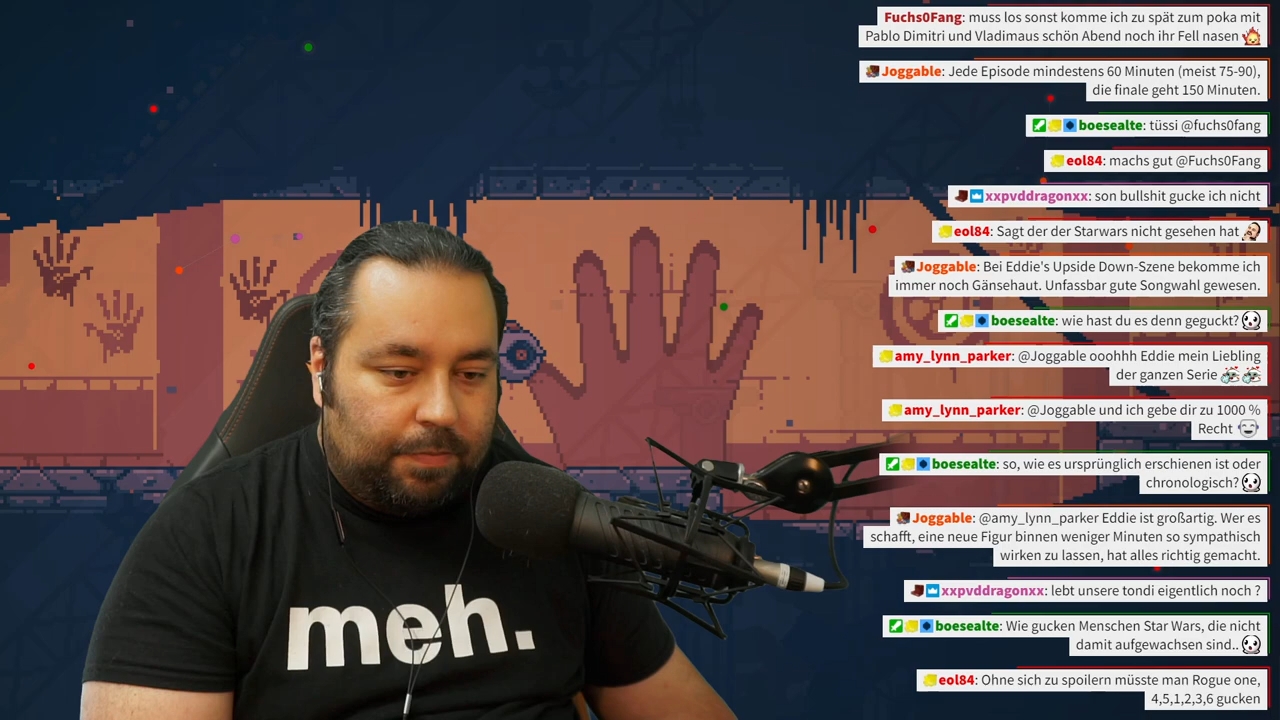 Fuchs0Fang: muss los sonst komme ich zu spät zum poka mit
Pablo Dimitri und Vladimaus schön Abend noch ihr Fell nasen
Joggable: Jede Episode mindestens 60 Minuten (meist 75-90),
die finale geht 150 Minuten.
boesealte: tüssi @fuchs0fang
eol84: machs gut @Fuchs0Fang
xxpvddragonxx: son bullshit gucke ich nicht
eol84: Sagt der der Starwars nicht gesehen hat
Joggable: Bei Eddie's Upside Down-Szene bekomme ich
immer noch Gänsehaut. Unfassbar gute Songwahl gewesen.
boesealte: wie hast du es denn geguckt?
amy_lynn_parker: @Joggable ooohhh Eddie mein Liebling
der ganzen Serie
amy_lynn_parker: @Joggable und ich gebe dir zu 1000 %
Recht
boesealte: so, wie es ursprünglich erschienen ist oder
chronologisch?
Joggable: @amy_lynn_parker Eddie ist großartig. Wer es
schafft, eine neue Figur binnen weniger Minuten so sympathisch
wirken zu lassen, hat alles richtig gemacht.
xxpvddragonxx: lebt unsere tondi eigentlich noch ?
boesealte: Wie gucken Menschen Star Wars, die nicht
damit aufgewachsen sind..
eol84: Ohne sich zu spoilern müsste man Rogue one,
4,5,1,2,3,6 gucken
meh.